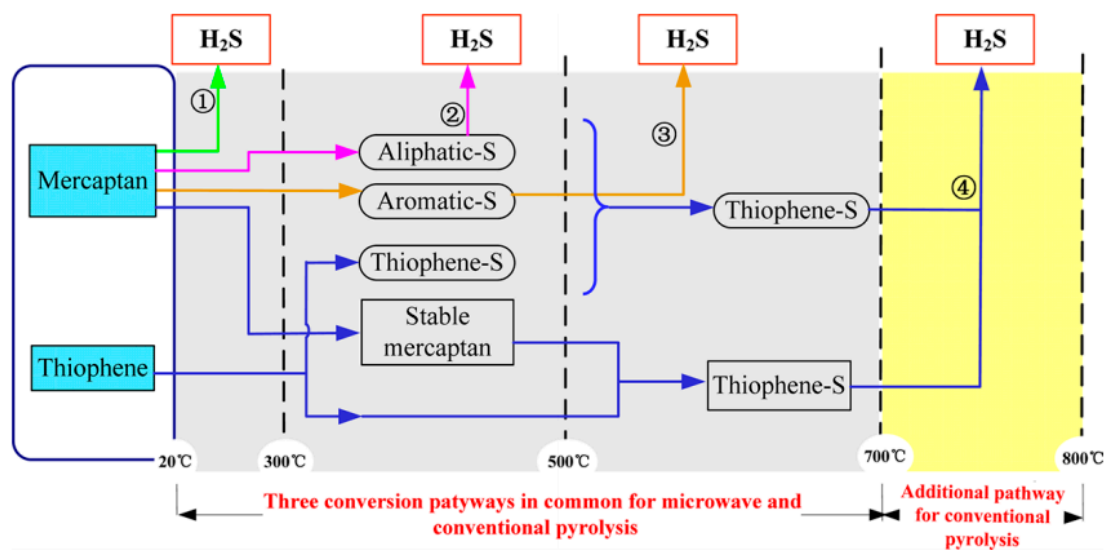 H₂S
H₂S
H₂S
H₂S
①
②
③
④
Mercaptan
Aliphatic-S
Aromatic-S
Thiophene-S
Thiophene-S
Stable
mercaptan
Thiophene
Thiophene-S
20℃
300℃
500℃
700℃
800℃
Three conversion patyways in common for microwave and
conventional pyrolysis
Additional pathway
for conventional
pyrolysis